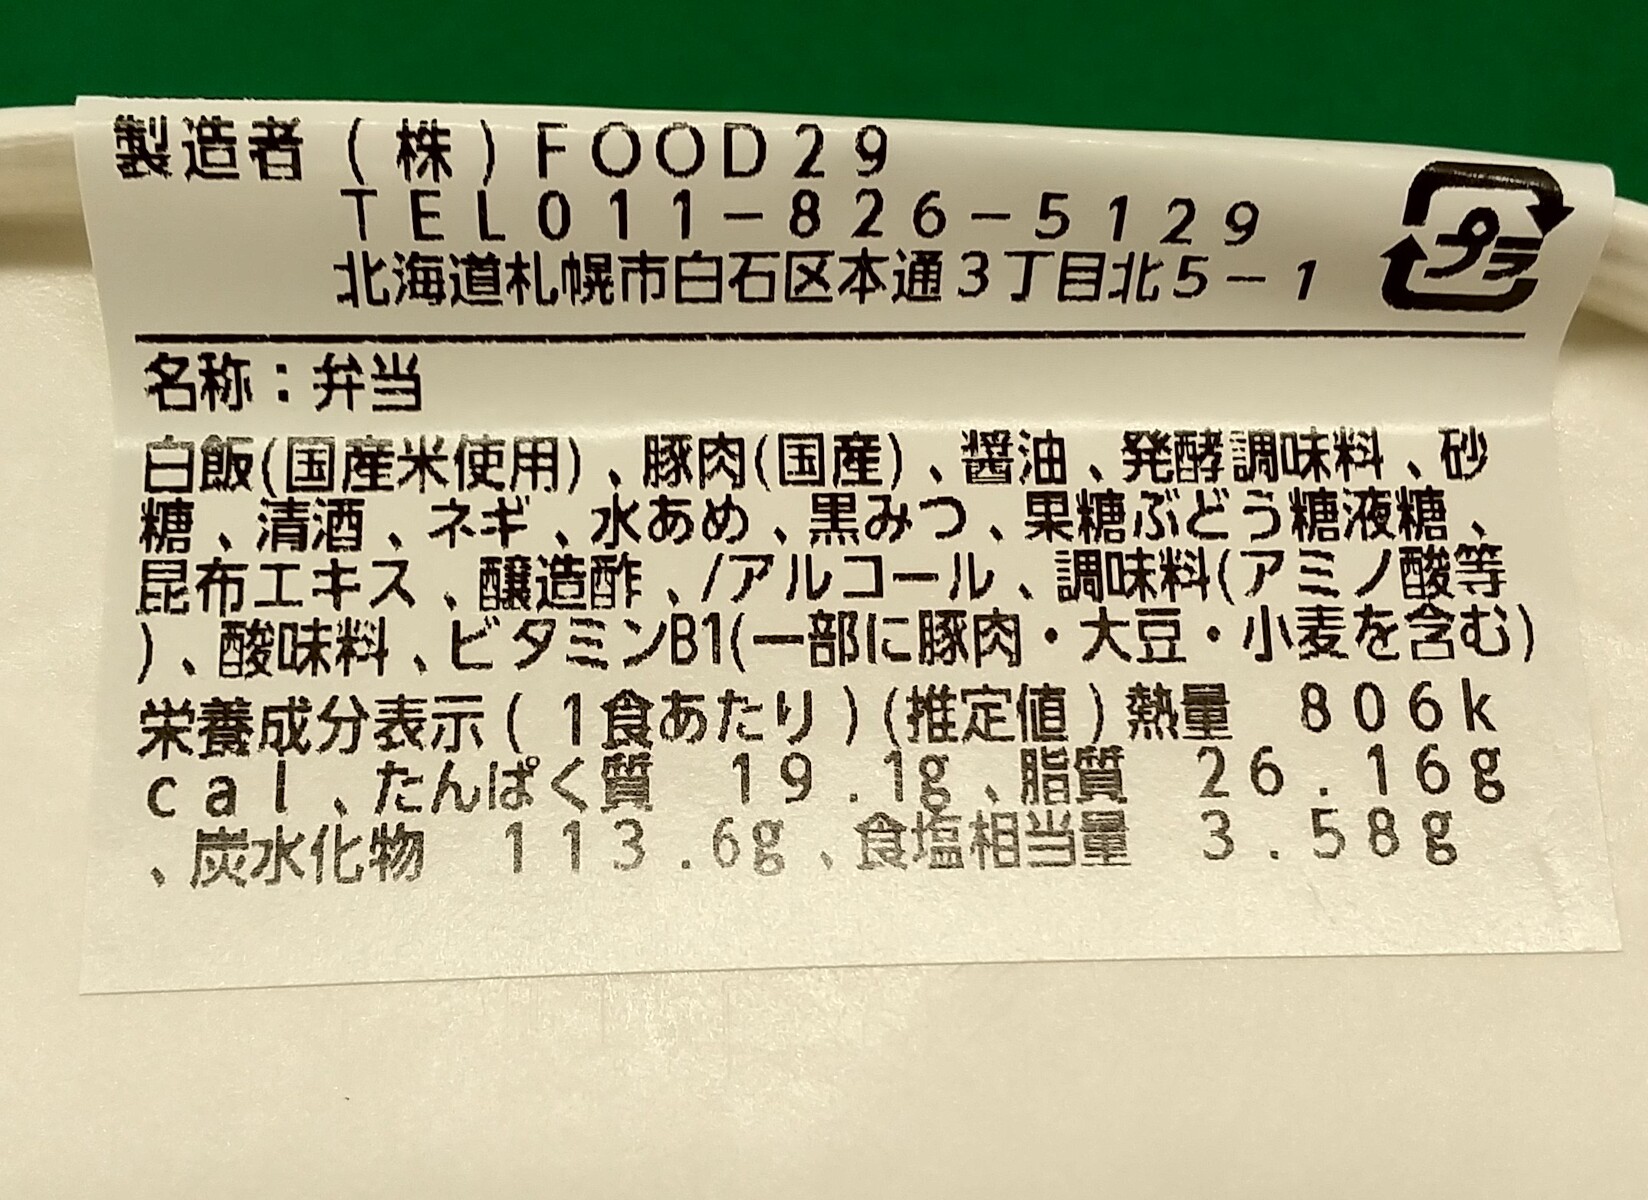 製造者(株)FOOD29
TEL011-826-5129
北海道札幌市白石区本通3丁目北5-1
プラ
名称:弁当
白飯(国産米使用)、豚肉(国産)、醤油、発酵調味料、砂
糖、清酒、ネギ、水あめ、黒みつ、果糖ぶどう糖液糖、
昆布エキス、醸造酢、/アルコール、調味料(アミノ酸等
)、酸味料、ビタミンB1(一部に豚肉・大豆・小麦を含む)
栄養成分表示(1食あたり)(推定値)熱量 806k
cal、たんぱく質 19.1g、脂質 26.16g
、炭水化物 113.6g、食塩相当量 3.58g